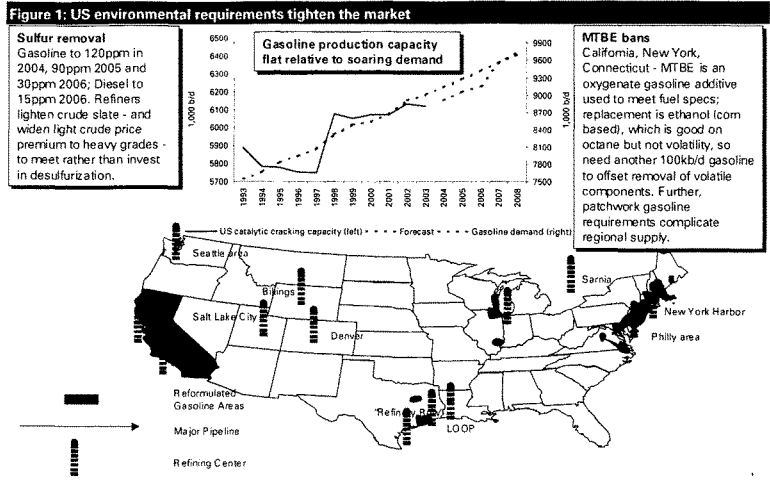 Figure 1: US environmental requirements tighten the market
Sulfur removal
Gasoline to 120ppm in
2004, 90ppm 2005 and
30ppm 2006; Diesel to
15ppm 2006. Refiners
lighten crude slate - and
widen light crude price
premium to heavy grades -
to meet rather than invest
in desulfurization.
Gasoline production capacity
flat relative to soaring demand
1,000 b/d
6500
6400
6300
6200
6100
6000
5900
5800
5700
9900
9600
9300
9000
8700
8400
8100
7800
7500
1,000 b/d
1993
1994
1995
1996
1997
1998
1999
2000
2001
2002
2003
2004
2005
2006
2007
2008
US catalytic cracking capacity (left)
Forecast
Gasoline demand (right)
MTBE bans
California, New York,
Connecticut - MTBE is an
oxygenate gasoline additive
used to meet fuel specs;
replacement is ethanol (corn
based), which is good on
octane but not volatility, so
need another 100kb/d gasoline
to offset removal of volatile
components. Further,
patchwork gasoline
requirements complicate
regional supply.
Seattle area
Billings
Sarnia
Salt Lake City
New York Harbor
Denver
Philly area
Reformulated
Gasoline Areas
"Refinery Row"
LOOP
Major Pipeline
Refining Center